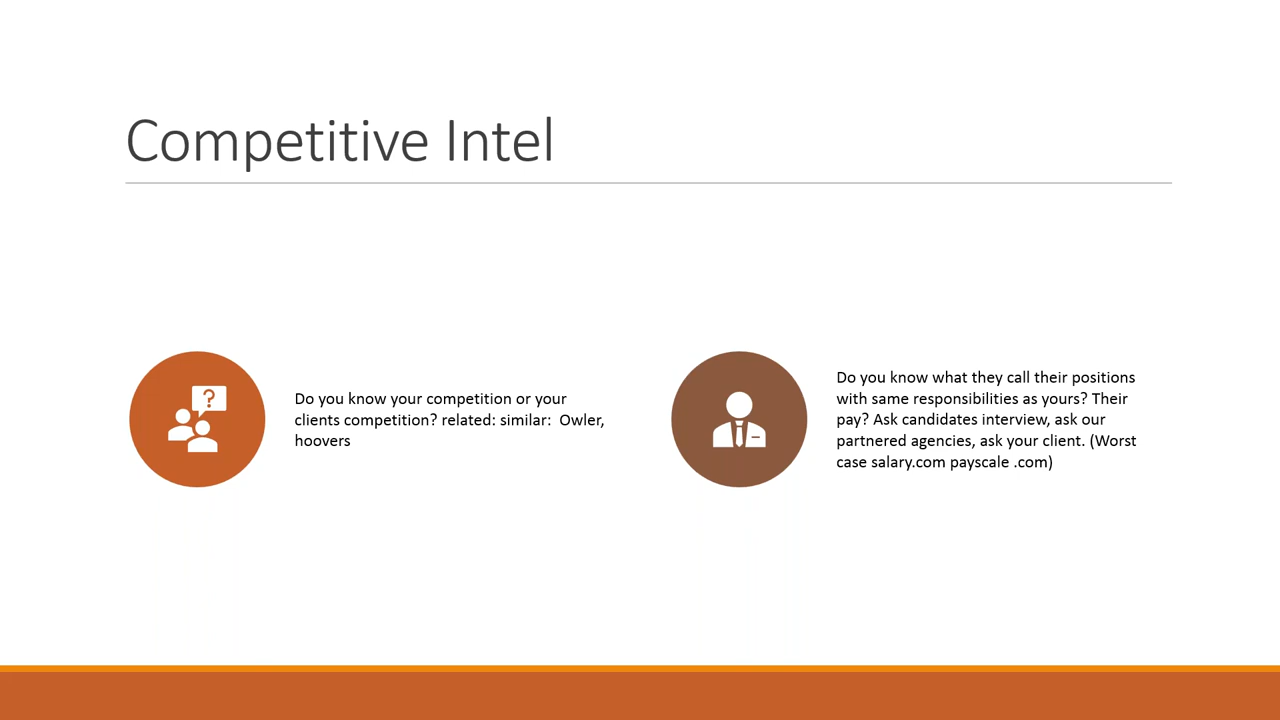 Competitive Intel
?
Do you know your competition or your
clients competition? related: similar:  Owler,
hoovers
Do you know what they call their positions
with same responsibilities as yours? Their
pay? Ask candidates interview, ask our
partnered agencies, ask your client. (Worst
case salary.com payscale .com)